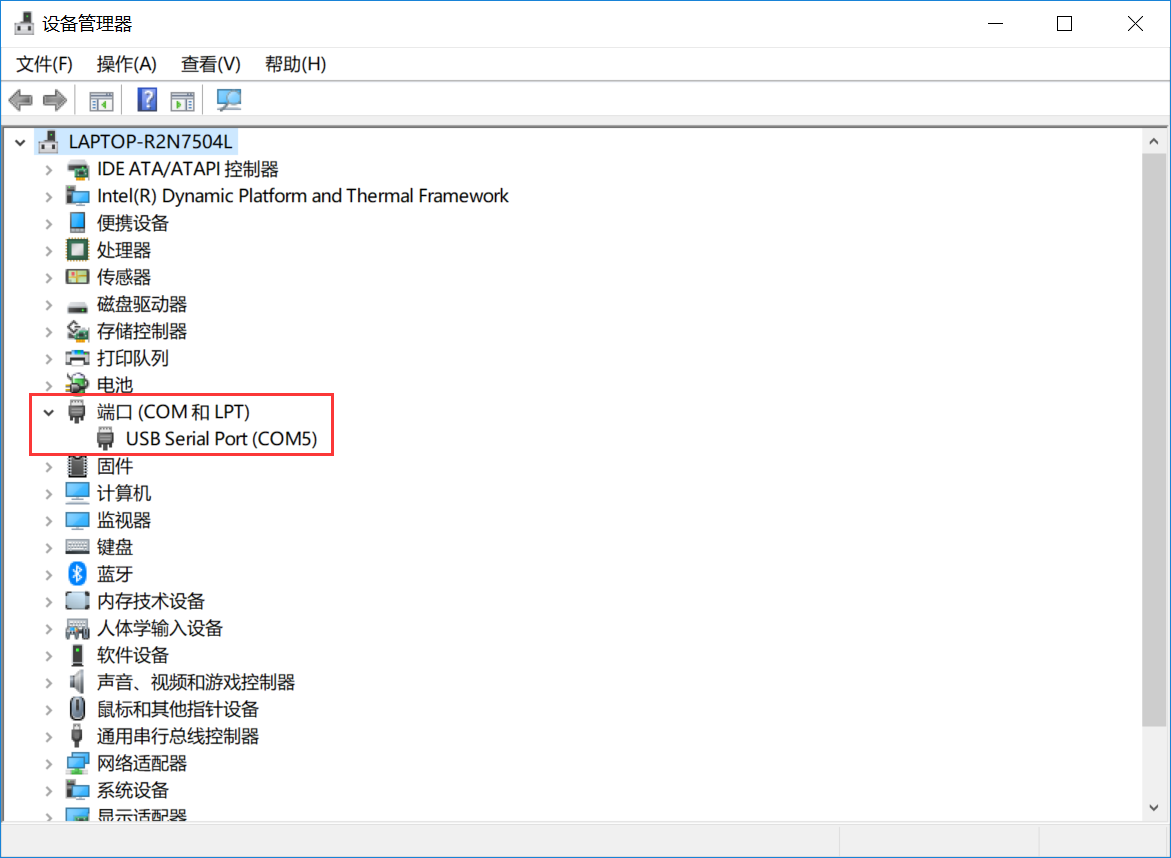 设备管理器
文件(F) 操作(A) 查看(V) 帮助(H)
LAPTOP-R2N7504L
IDE ATA/ATAPI 控制器
Intel(R) Dynamic Platform and Thermal Framework
便携设备
处理器
传感器
磁盘驱动器
存储控制器
打印队列
电池
端口 (COM 和 LPT)
USB Serial Port (COM5)
固件
计算机
监视器
键盘
蓝牙
内存技术设备
人体学输入设备
软件设备
声音、视频和游戏控制器
鼠标和其他指针设备
通用串行总线控制器
网络适配器
系统设备
显示适配器